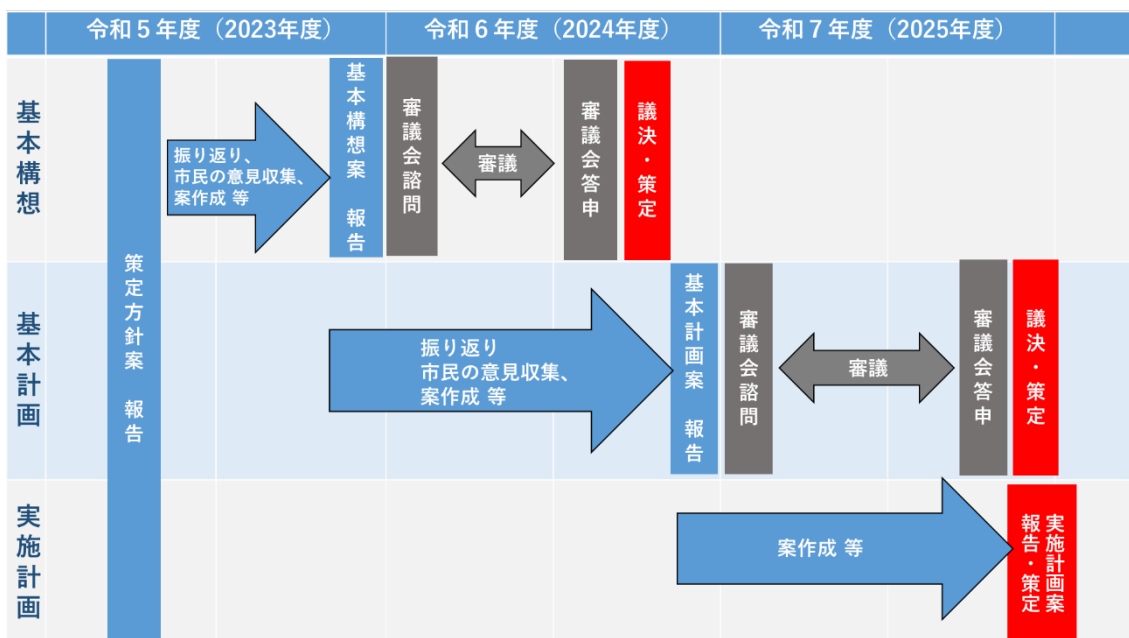 令和５年度（2023年度）
令和６年度（2024年度）
令和７年度（2025年度）
基本構想
策定方針案　報告
振り返り、
市民の意見収集、
案作成 等
基本構想案　報告
審議会諮問
審議
審議会答申
議決・策定
基本計画
振り返り
市民の意見収集、
案作成 等
基本計画案　報告
審議会諮問
審議
審議会答申
議決・策定
実施計画
案作成 等
実施計画案
報告・策定